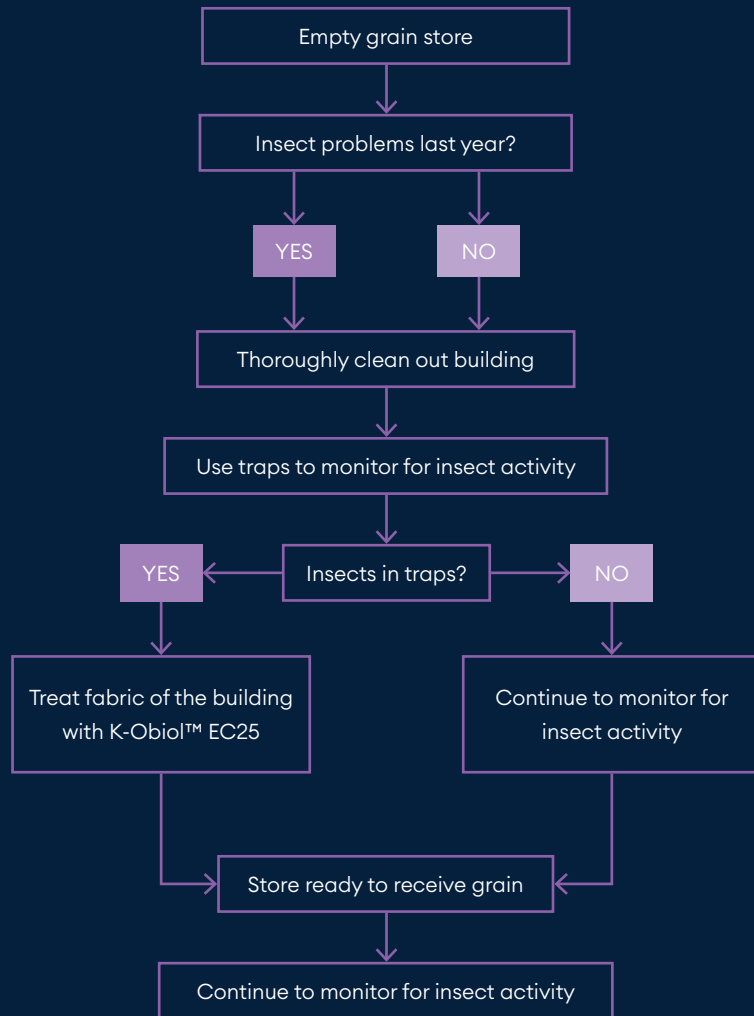 Empty grain store
Insect problems last year?
YES
NO
Thoroughly clean out building
Use traps to monitor for insect activity
YES
Insects in traps?
NO
Treat fabric of the building
with K-Obiol™ EC25
Continue to monitor for
insect activity
Store ready to receive grain
Continue to monitor for insect activity